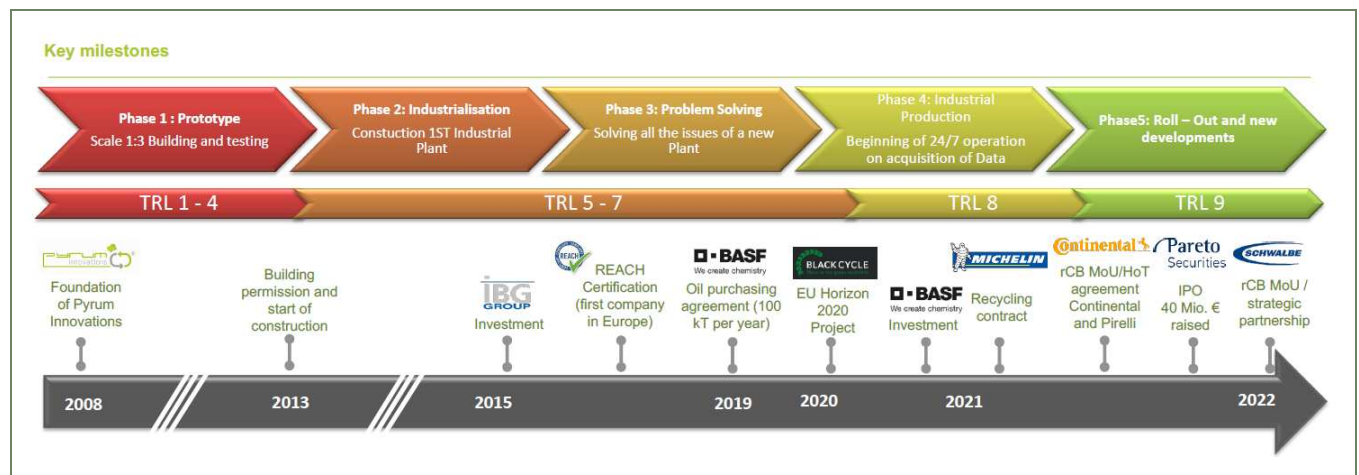 Key milestones
Phase 1 : Prototype
Scale 1:3 Building and testing
Phase 2: Industrialisation
Constuction 1ST Industrial
Plant
Phase 3: Problem Solving
Solving all the issues of a new
Plant
Phase 4: Industrial
Production
Beginning of 24/7 operation
on acquisition of Data
Phase5: Roll – Out and new
developments
TRL 1 - 4
TRL 5 - 7
TRL 8
TRL 9
PYRUM
innovations
Foundation
of Pyrum
Innovations
Building
permission and
start of
construction
IBG
GROUP
Investment
REACH
REACH
Certification
(first company
in Europe)
BASF
We create chemistry
Oil purchasing
agreement (100
kT per year)
BLACKCYCLE
EU Horizon
2020
Project
BASF
We create chemistry
Investment
MICHELIN
Recycling
contract
Continental
rCB MoU/HoT
agreement
Continental
and Pirelli
Pareto
Securities
IPO
40 Mio. €
raised
SCHWALBE
rCB MoU /
strategic
partnership
2008
2013
2015
2019
2020
2021
2022